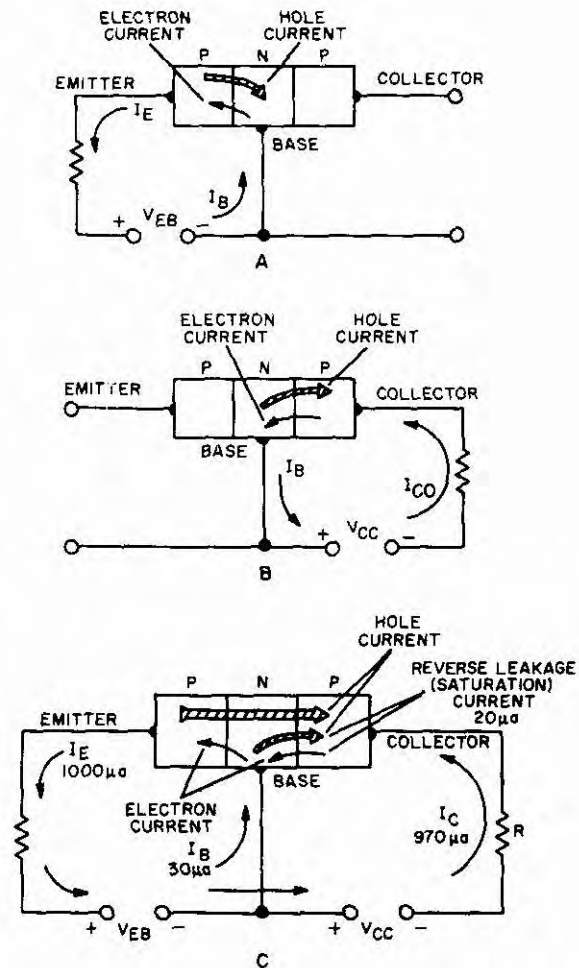 ELECTRON
CURRENT
HOLE
CURRENT
P N P
EMITTER
COLLECTOR
I_E
BASE
I_B
+ V_EB -
A
ELECTRON
CURRENT
HOLE
CURRENT
P N P
EMITTER
COLLECTOR
BASE
I_B
I_CO
+ V_CC -
B
HOLE
CURRENT
P N P
REVERSE LEAKAGE
(SATURATION)
CURRENT
20μa
EMITTER
COLLECTOR
I_E
1000μa
BASE
ELECTRON
CURRENT
I_B
30μa
I_C
970μa
R
+ V_EB -
+ V_CC -
C